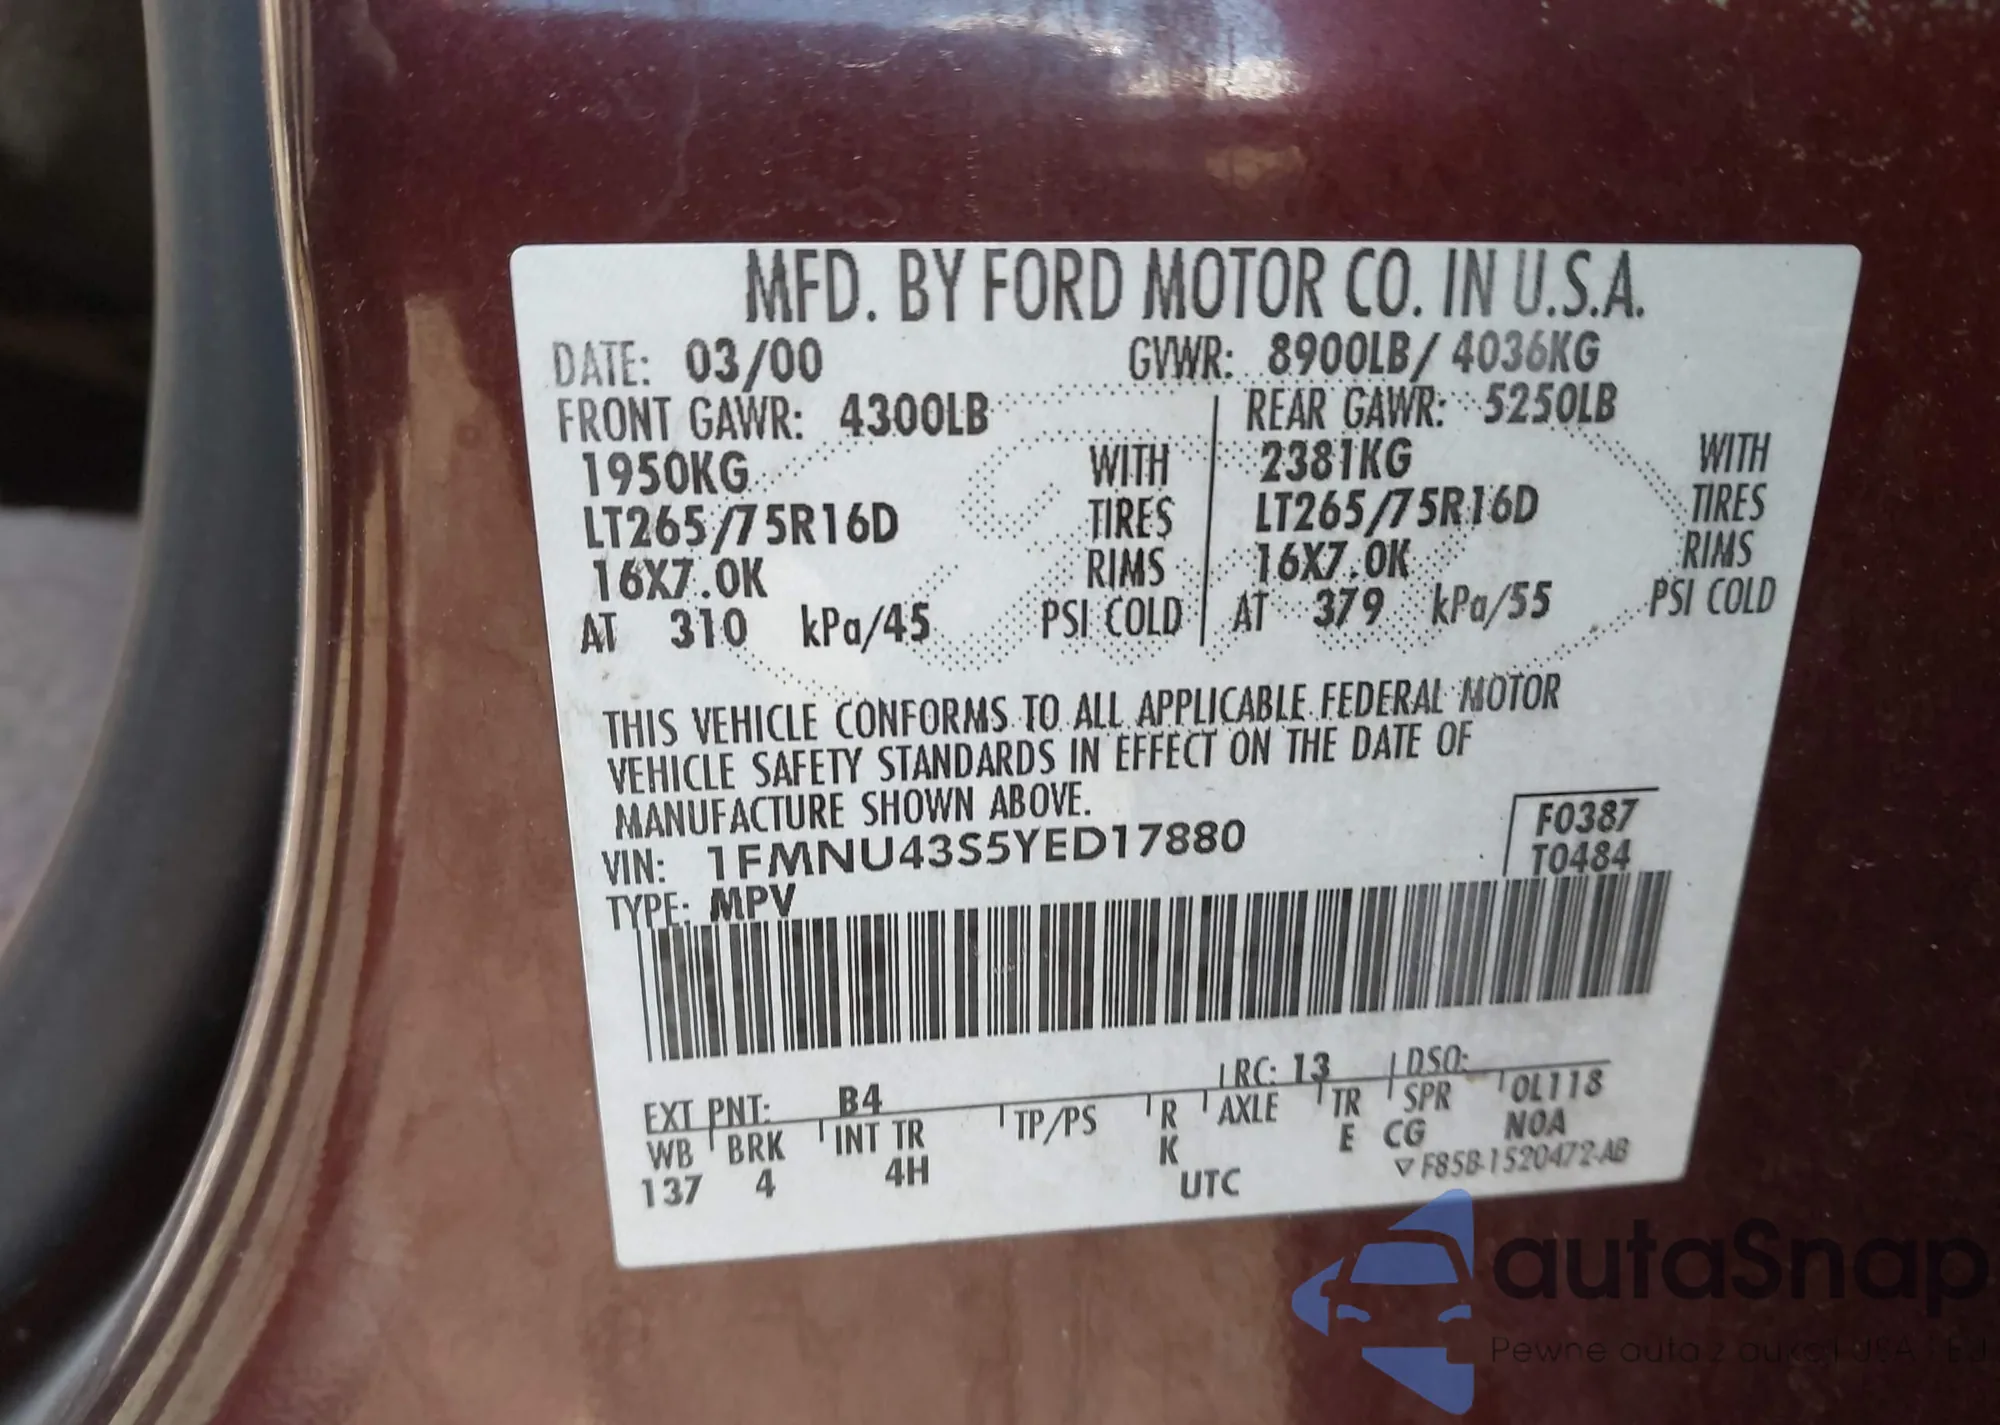 MFD. BY FORD MOTOR CO. IN U.S.A.
DATE: 03/00 GVWR: 8900LB/ 4036KG
FRONT GAWR: 4300LB REAR GAWR: 5250LB
1950KG WITH 2381KG WITH
LT265/75R16D TIRES LT265/75R16D TIRES
16X7.0K RIMS 16X7.0K RIMS
AT 310 kPa/45 PSI COLD AT 379 kPa/55 PSI COLD
THIS VEHICLE CONFORMS TO ALL APPLICABLE FEDERAL MOTOR
VEHICLE SAFETY STANDARDS IN EFFECT ON THE DATE OF
MANUFACTURE SHOWN ABOVE.
VIN: 1FMNU43S5YED17880 F0387
TYPE: MPV T0484
EXT PNT: B4 RC: 13 DSO:
WB BRK INT TR TP/PS R AXLE TR SPR OL118
K E CG NOA
137 4 4H UTC ▽F85B-1520472-AB
autaSnap
Pewne auta z